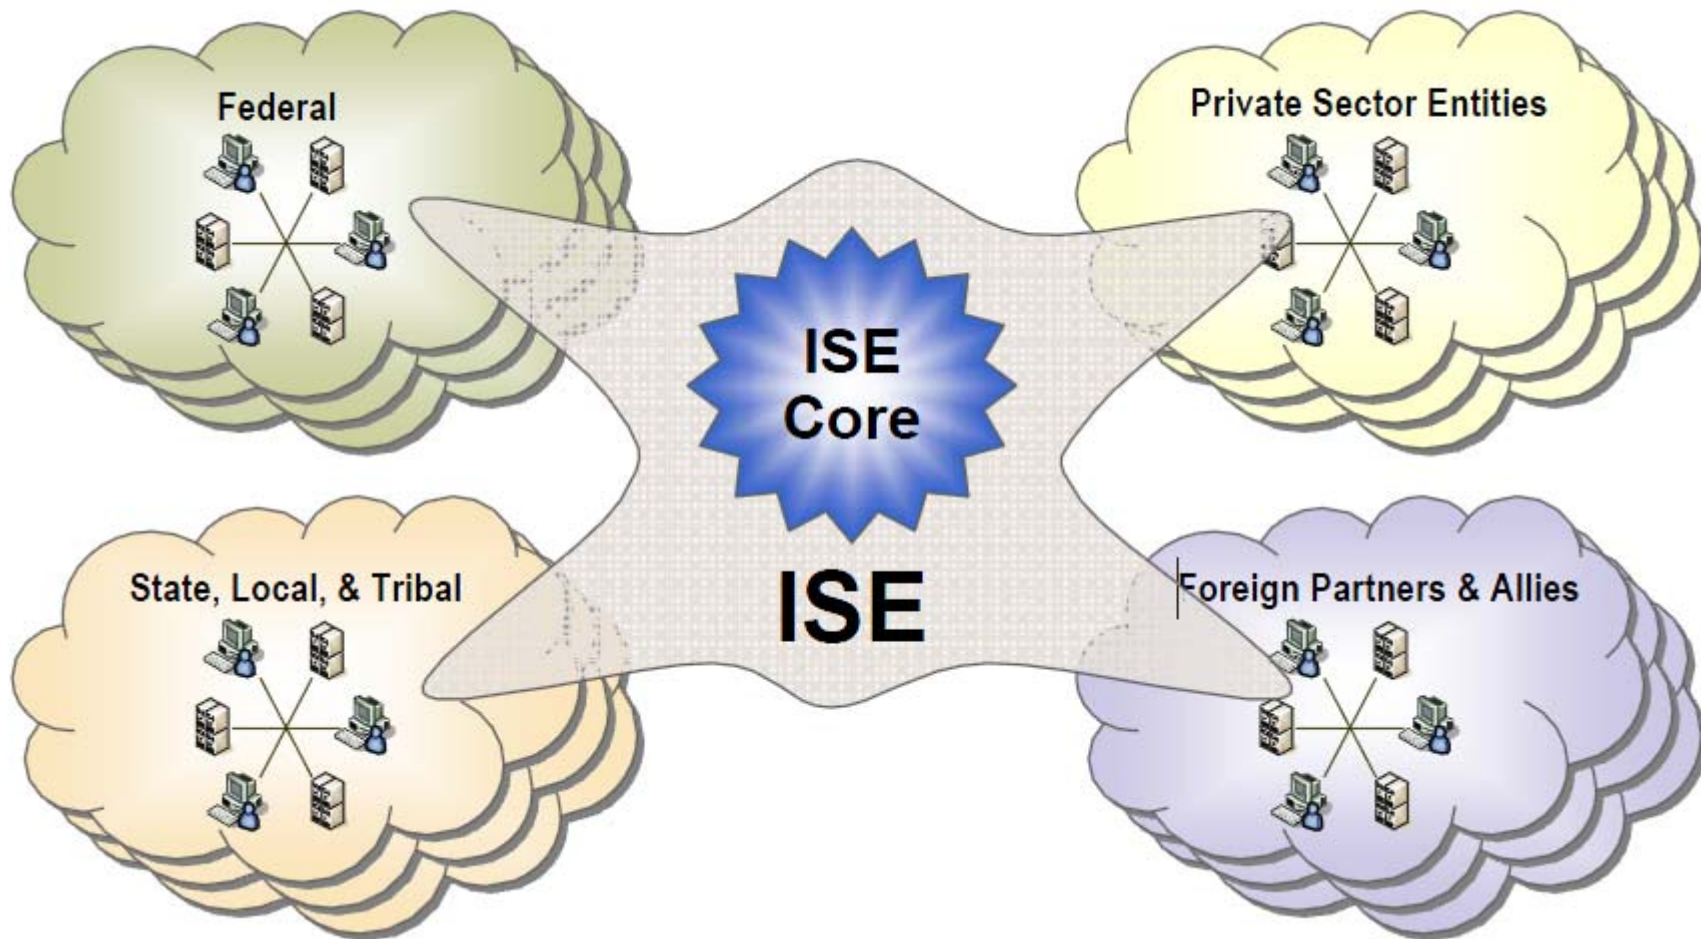 Federal
Private Sector Entities
ISE
Core
State, Local, & Tribal
ISE
Foreign Partners & Allies